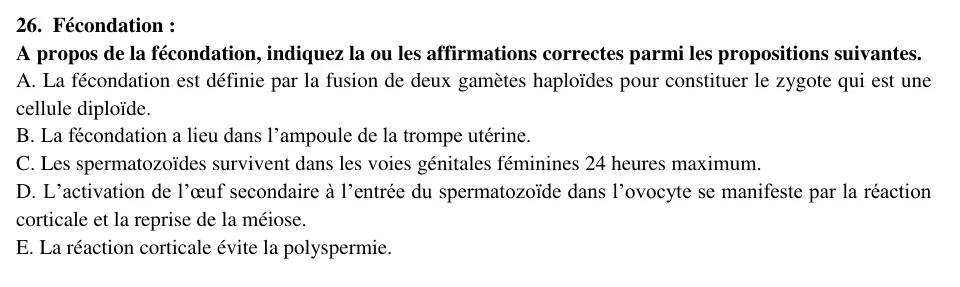 26. Fécondation :
A propos de la fécondation, indiquez la ou les affirmations correctes parmi les propositions suivantes.
A. La fécondation est définie par la fusion de deux gamètes haploïdes pour constituer le zygote qui est une
cellule diploïde.
B. La fécondation a lieu dans l’ampoule de la trompe utérine.
C. Les spermatozoïdes survivent dans les voies génitales féminines 24 heures maximum.
D. L’activation de l’œuf secondaire à l’entrée du spermatozoïde dans l’ovocyte se manifeste par la réaction
corticale et la reprise de la méiose.
E. La réaction corticale évite la polyspermie.